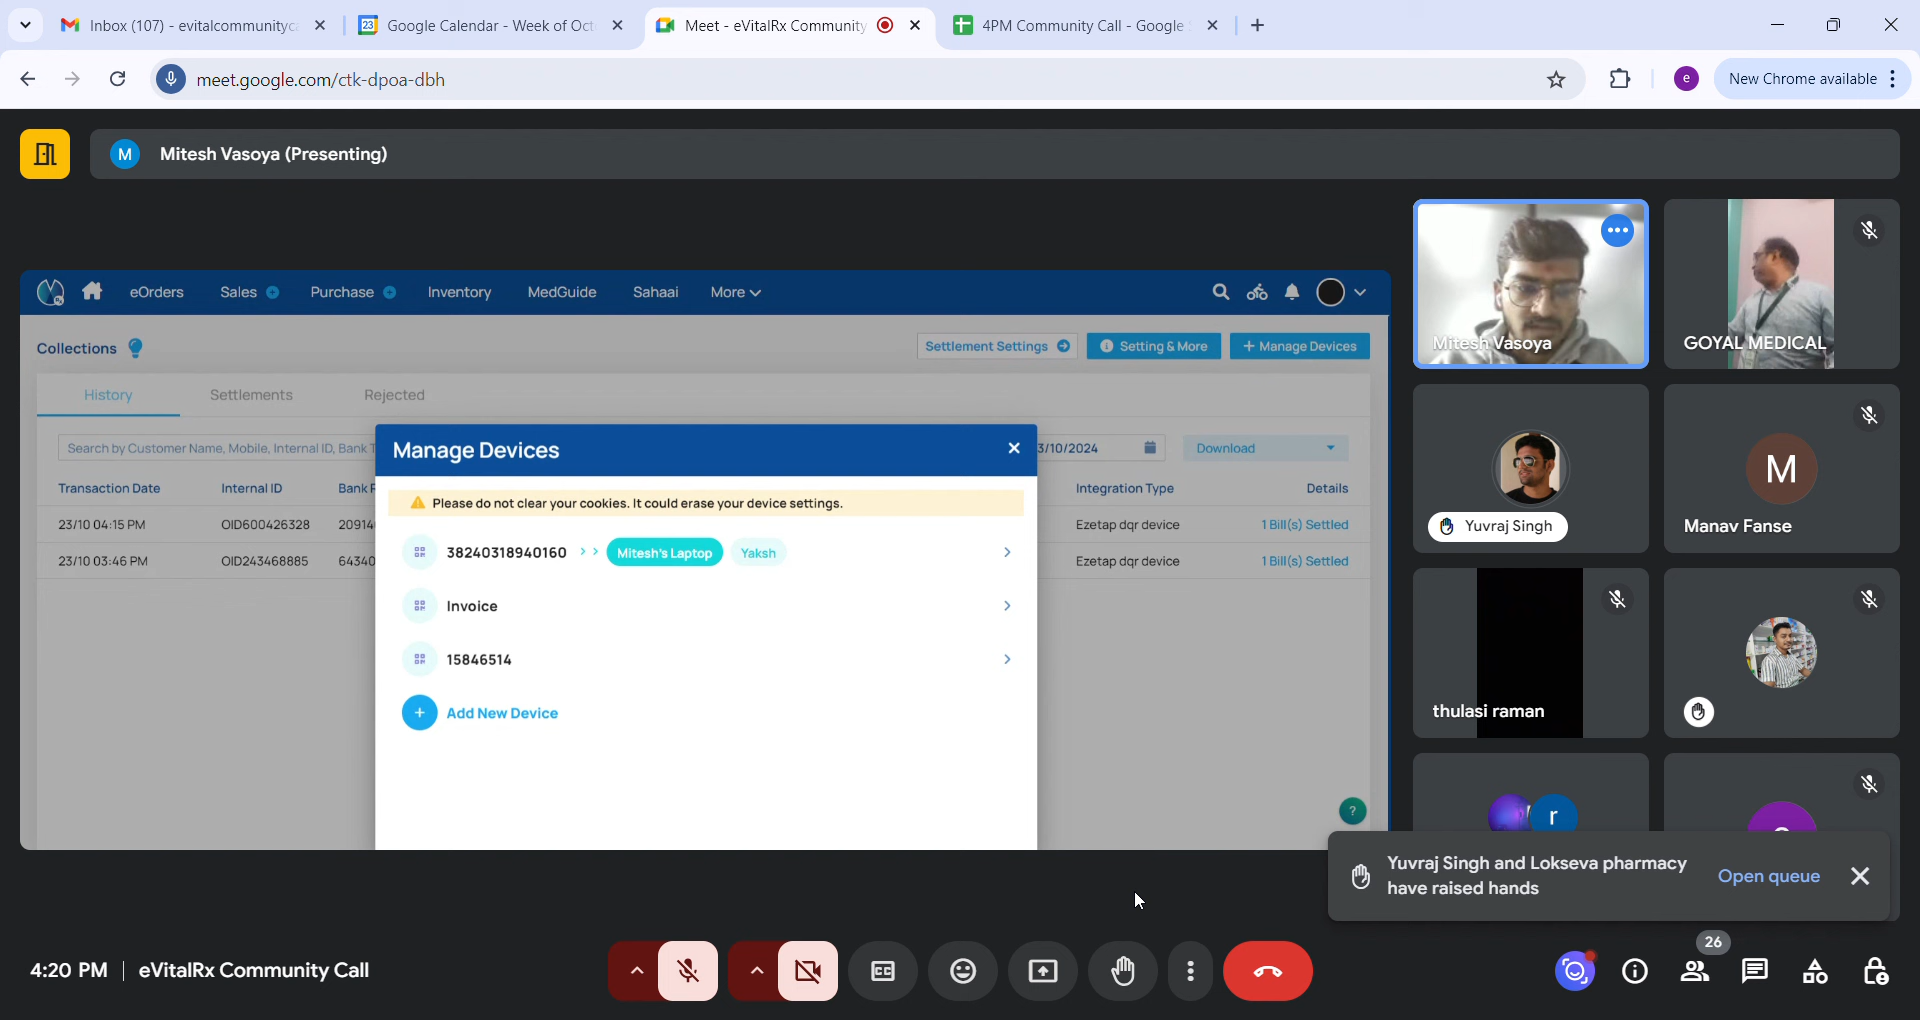 Inbox (107) - evitalcommunityca
Google Calendar - Week of Oct
Meet - eVitalRx Community
4PM Community Call - Google S
meet.google.com/ctk-dpoa-dbh
e
New Chrome available
M
Mitesh Vasoya (Presenting)
eOrders
Sales
Purchase
Inventory
MedGuide
Sahaai
More
Collections
Settlement Settings
Setting & More
+ Manage Devices
History
Settlements
Rejected
Search by Customer Name, Mobile, Internal ID, Bank T
3/10/2024
Download
Transaction Date
Internal ID
Bank R
Integration Type
Details
23/10 04:15 PM
OID600426328
20914
Ezetap dqr device
1 Bill(s) Settled
23/10 03:46 PM
OID243468885
64340
Ezetap dqr device
1 Bill(s) Settled
Manage Devices
Please do not clear your cookies. It could erase your device settings.
38240318940160
Mitesh's Laptop
Yaksh
Invoice
15846514
+ Add New Device
?
Mitesh Vasoya
GOYAL MEDICAL
Yuvraj Singh
M
Manav Fanse
thulasi raman
r
Yuvraj Singh and Lokseva pharmacy
have raised hands
Open queue
4:20 PM
eVitalRx Community Call
CC
26